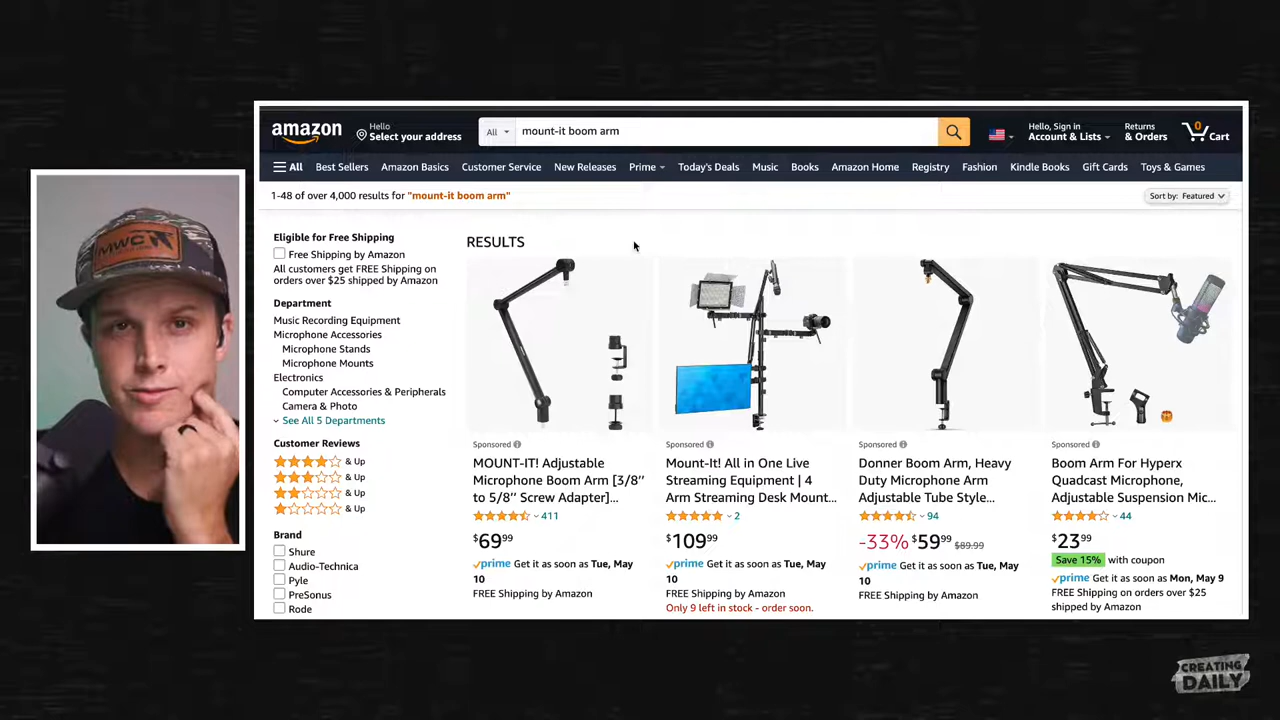 MWC
amazon
Hello
Select your address
All
mount-it boom arm
Hello, Sign in
Account & Lists
Returns
& Orders
0
Cart
All
Best Sellers
Amazon Basics
Customer Service
New Releases
Prime
Today's Deals
Music
Books
Amazon Home
Registry
Fashion
Kindle Books
Gift Cards
Toys & Games
1-48 of over 4,000 results for "mount-it boom arm"
Sort by: Featured
Eligible for Free Shipping
Free Shipping by Amazon
All customers get FREE Shipping on
orders over $25 shipped by Amazon
Department
Music Recording Equipment
Microphone Accessories
Microphone Stands
Microphone Mounts
Electronics
Computer Accessories & Peripherals
Camera & Photo
See All 5 Departments
Customer Reviews
& Up
& Up
& Up
& Up
Brand
Shure
Audio-Technica
Pyle
PreSonus
Rode
RESULTS
Sponsored
MOUNT-IT! Adjustable
Microphone Boom Arm [3/8’’
to 5/8’’ Screw Adapter]...
411
$6999
prime Get it as soon as Tue, May
10
FREE Shipping by Amazon
Sponsored
Mount-It! All in One Live
Streaming Equipment | 4
Arm Streaming Desk Mount...
2
$10999
prime Get it as soon as Tue, May
10
FREE Shipping by Amazon
Only 9 left in stock - order soon.
Sponsored
Donner Boom Arm, Heavy
Duty Microphone Arm
Adjustable Tube Style...
94
-33% $5999 $89.99
prime Get it as soon as Tue, May
10
FREE Shipping by Amazon
Sponsored
Boom Arm For Hyperx
Quadcast Microphone,
Adjustable Suspension Mic...
44
$2399
Save 15% with coupon
prime Get it as soon as Mon, May 9
FREE Shipping on orders over $25
shipped by Amazon
CREATING
DAILY